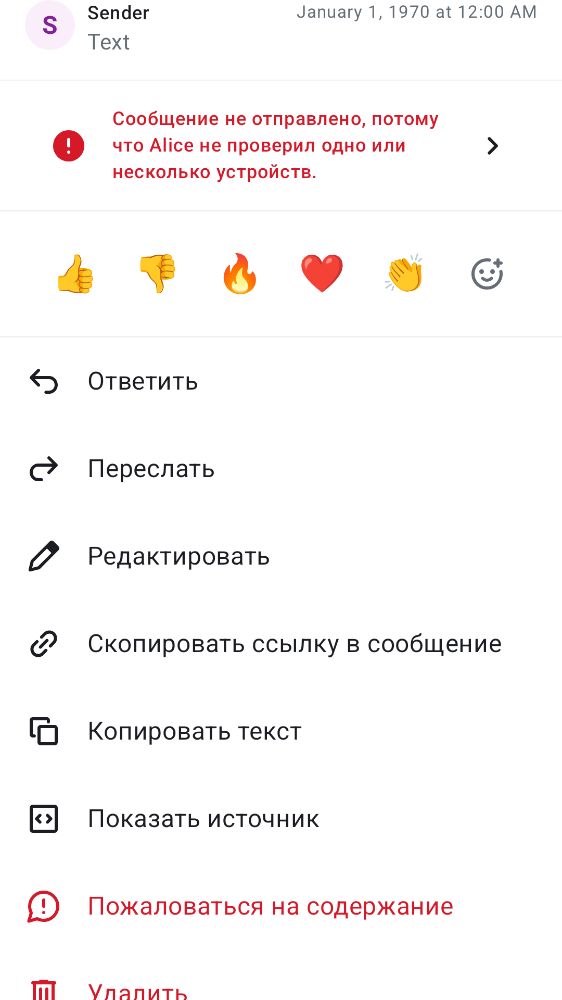 S
Sender
January 1, 1970 at 12:00 AM
Text
Сообщение не отправлено, потому
что Alice не проверил одно или
несколько устройств.
Ответить
Переслать
Редактировать
Скопировать ссылку в сообщение
Копировать текст
Показать источник
Пожаловаться на содержание
Удалить